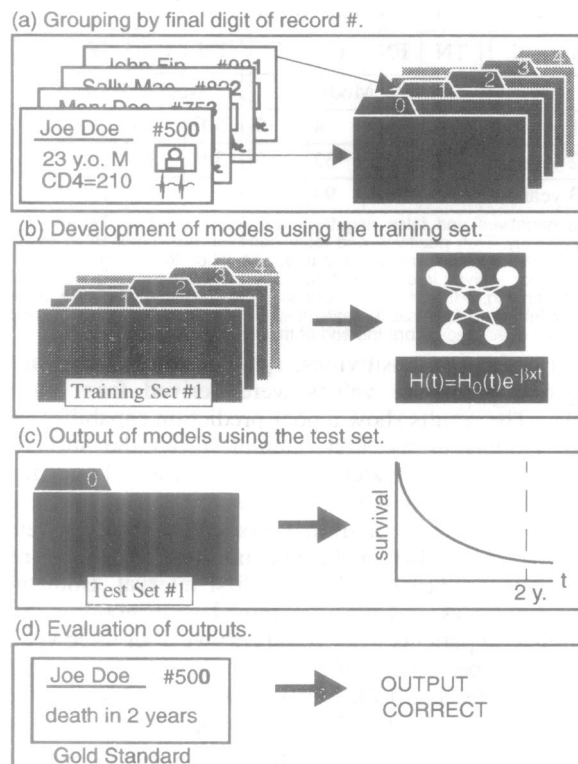 (a) Grouping by final digit of record #.
John Fin #991
Sally Mae #822
Mary Doe #753
Joe Doe #500
23 y.o. M
CD4=210
0
1
2
3
4
(b) Development of models using the training set.
1
2
3
4
Training Set #1
H(t)=H₀(t)e^-βxt
(c) Output of models using the test set.
0
Test Set #1
survival
t
2 y.
(d) Evaluation of outputs.
Joe Doe #500
death in 2 years
Gold Standard
OUTPUT
CORRECT